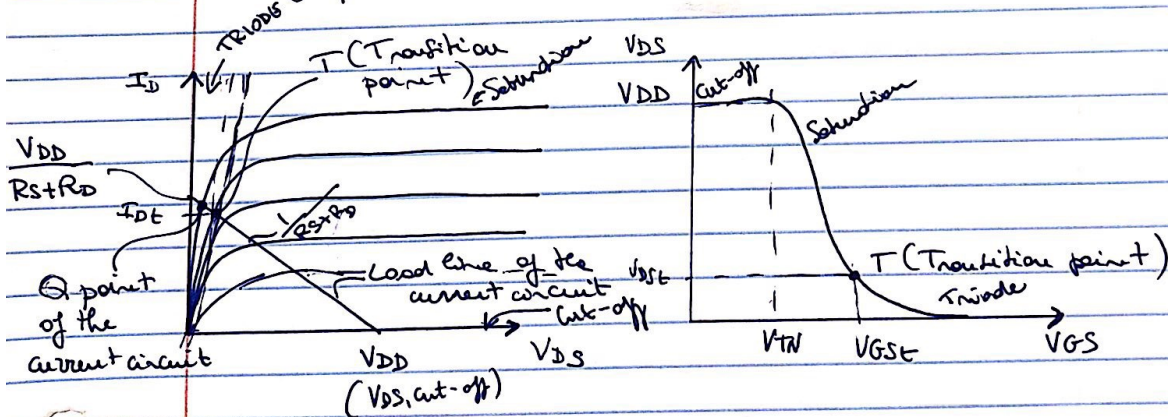 TRIODE
T (Transition
point)
Saturation
ID
VDD
RS+RD
IDt
1/RS+RD
Q point
of the
current circuit
Load line of the
current circuit
Cut-off
VDD
VDS
(VDS, cut-off)
VDS
VDD
Cut-off
Saturation
VDSt
T (Transition point)
Triode
VTN
VGSt
VGS